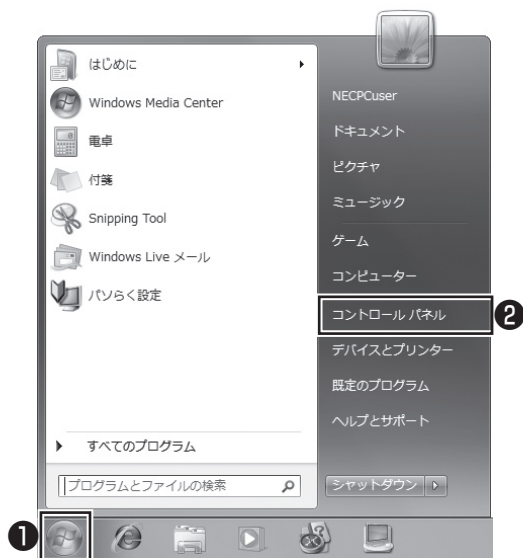 はじめに
Windows Media Center
電卓
付箋
Snipping Tool
Windows Live メール
パソらく設定
すべてのプログラム
プログラムとファイルの検索
NECPCuser
ドキュメント
ピクチャ
ミュージック
ゲーム
コンピューター
コントロール パネル
❷
デバイスとプリンター
既定のプログラム
ヘルプとサポート
シャットダウン
❶